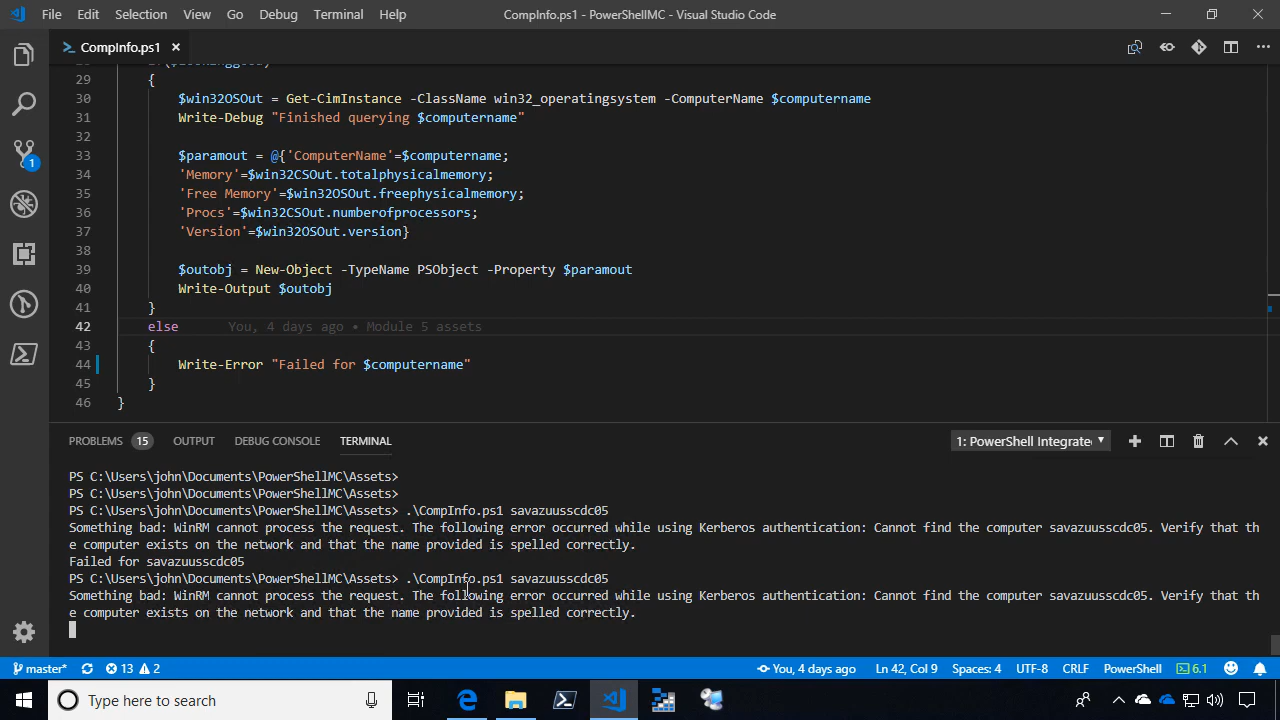 File Edit Selection View Go Debug Terminal Help CompInfo.ps1 - PowerShellMC - Visual Studio Code
CompInfo.ps1
29 {
30 $win32OSOut = Get-CimInstance -ClassName win32_operatingsystem -ComputerName $computername
31 Write-Debug "Finished querying $computername"
32
33 $paramout = @{'ComputerName'=$computername;
34 'Memory'=$win32CSOut.totalphysicalmemory;
35 'Free Memory'=$win32OSOut.freephysicalmemory;
36 'Procs'=$win32CSOut.numberofprocessors;
37 'Version'=$win32OSOut.version}
38
39 $outobj = New-Object -TypeName PSObject -Property $paramout
40 Write-Output $outobj
41 }
42 else You, 4 days ago • Module 5 assets
43 {
44 Write-Error "Failed for $computername"
45 }
46 }
1
PROBLEMS 15 OUTPUT DEBUG CONSOLE TERMINAL 1: PowerShell Integrate
PS C:\Users\john\Documents\PowerShellMC\Assets>
PS C:\Users\john\Documents\PowerShellMC\Assets>
PS C:\Users\john\Documents\PowerShellMC\Assets> .\CompInfo.ps1 savazuusscdc05
Something bad: WinRM cannot process the request. The following error occurred while using Kerberos authentication: Cannot find the computer savazuusscdc05. Verify that th
e computer exists on the network and that the name provided is spelled correctly.
Failed for savazuusscdc05
PS C:\Users\john\Documents\PowerShellMC\Assets> .\CompInfo.ps1 savazuusscdc05
Something bad: WinRM cannot process the request. The following error occurred while using Kerberos authentication: Cannot find the computer savazuusscdc05. Verify that th
e computer exists on the network and that the name provided is spelled correctly.
master* 13 2 You, 4 days ago Ln 42, Col 9 Spaces: 4 UTF-8 CRLF PowerShell 6.1
Type here to search